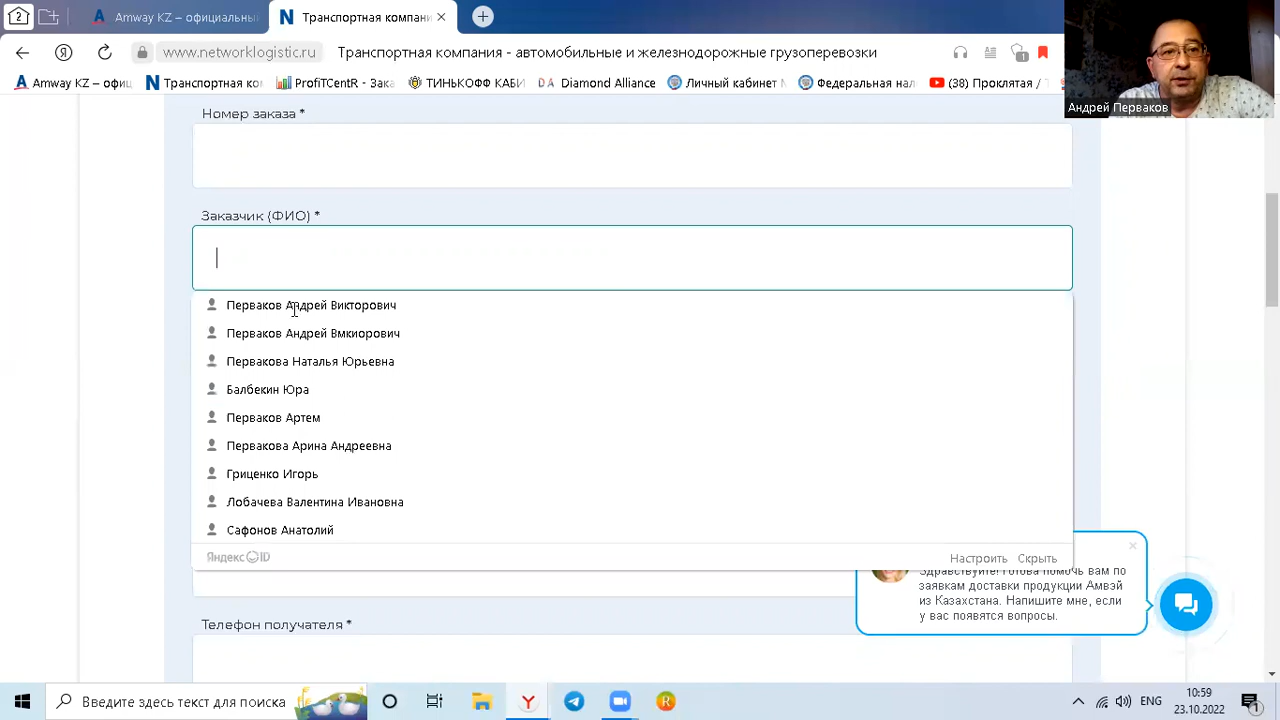 2
Amway KZ – официальный
Транспортная компани
www.networklogistic.ru
Транспортная компания - автомобильные и железнодорожные грузоперевозки
1
Amway KZ – офиц
Транспортная ко
ProfiTCentR - Зака
ТИНЬКОФФ КАБИ
Diamond Alliance
Личный кабинет
Федеральная нал
(38) Проклятая /
Андрей Перваков
Номер заказа *
Заказчик (ФИО) *
Перваков Андрей Викторович
Перваков Андрей Вмкиорович
Первакова Наталья Юрьевна
Балбекин Юра
Перваков Артем
Первакова Арина Андреевна
Гриценко Игорь
Лобачева Валентина Ивановна
Сафонов Анатолий
Яндекс ID
Настроить Скрыть
Здравствуйте! Готова помочь вам по
заявкам доставки продукции Амвэй
из Казахстана. Напишите мне, если
у вас появятся вопросы.
Телефон получателя *
Введите здесь текст для поиска
ENG
10:59
23.10.2022
1